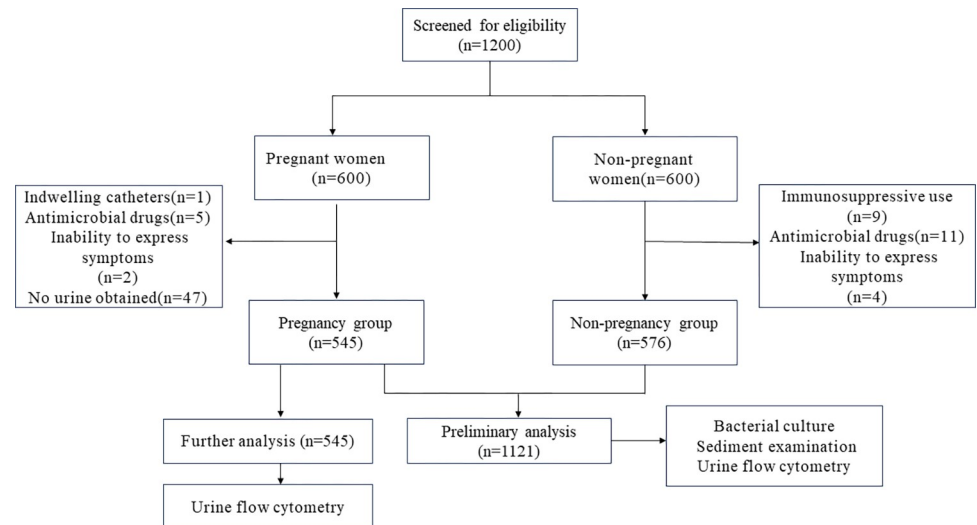 Screened for eligibility
(n=1200)
Pregnant women
(n=600)
Non-pregnant
women(n=600)
Indwelling catheters(n=1)
Antimicrobial drugs(n=5)
Inability to express
symptoms
(n=2)
No urine obtained(n=47)
Immunosuppressive use
(n=9)
Antimicrobial drugs(n=11)
Inability to express
symptoms
(n=4)
Pregnancy group
(n=545)
Non-pregnancy group
(n=576)
Further analysis (n=545)
Preliminary analysis
(n=1121)
Bacterial culture
Sediment examination
Urine flow cytometry
Urine flow cytometry